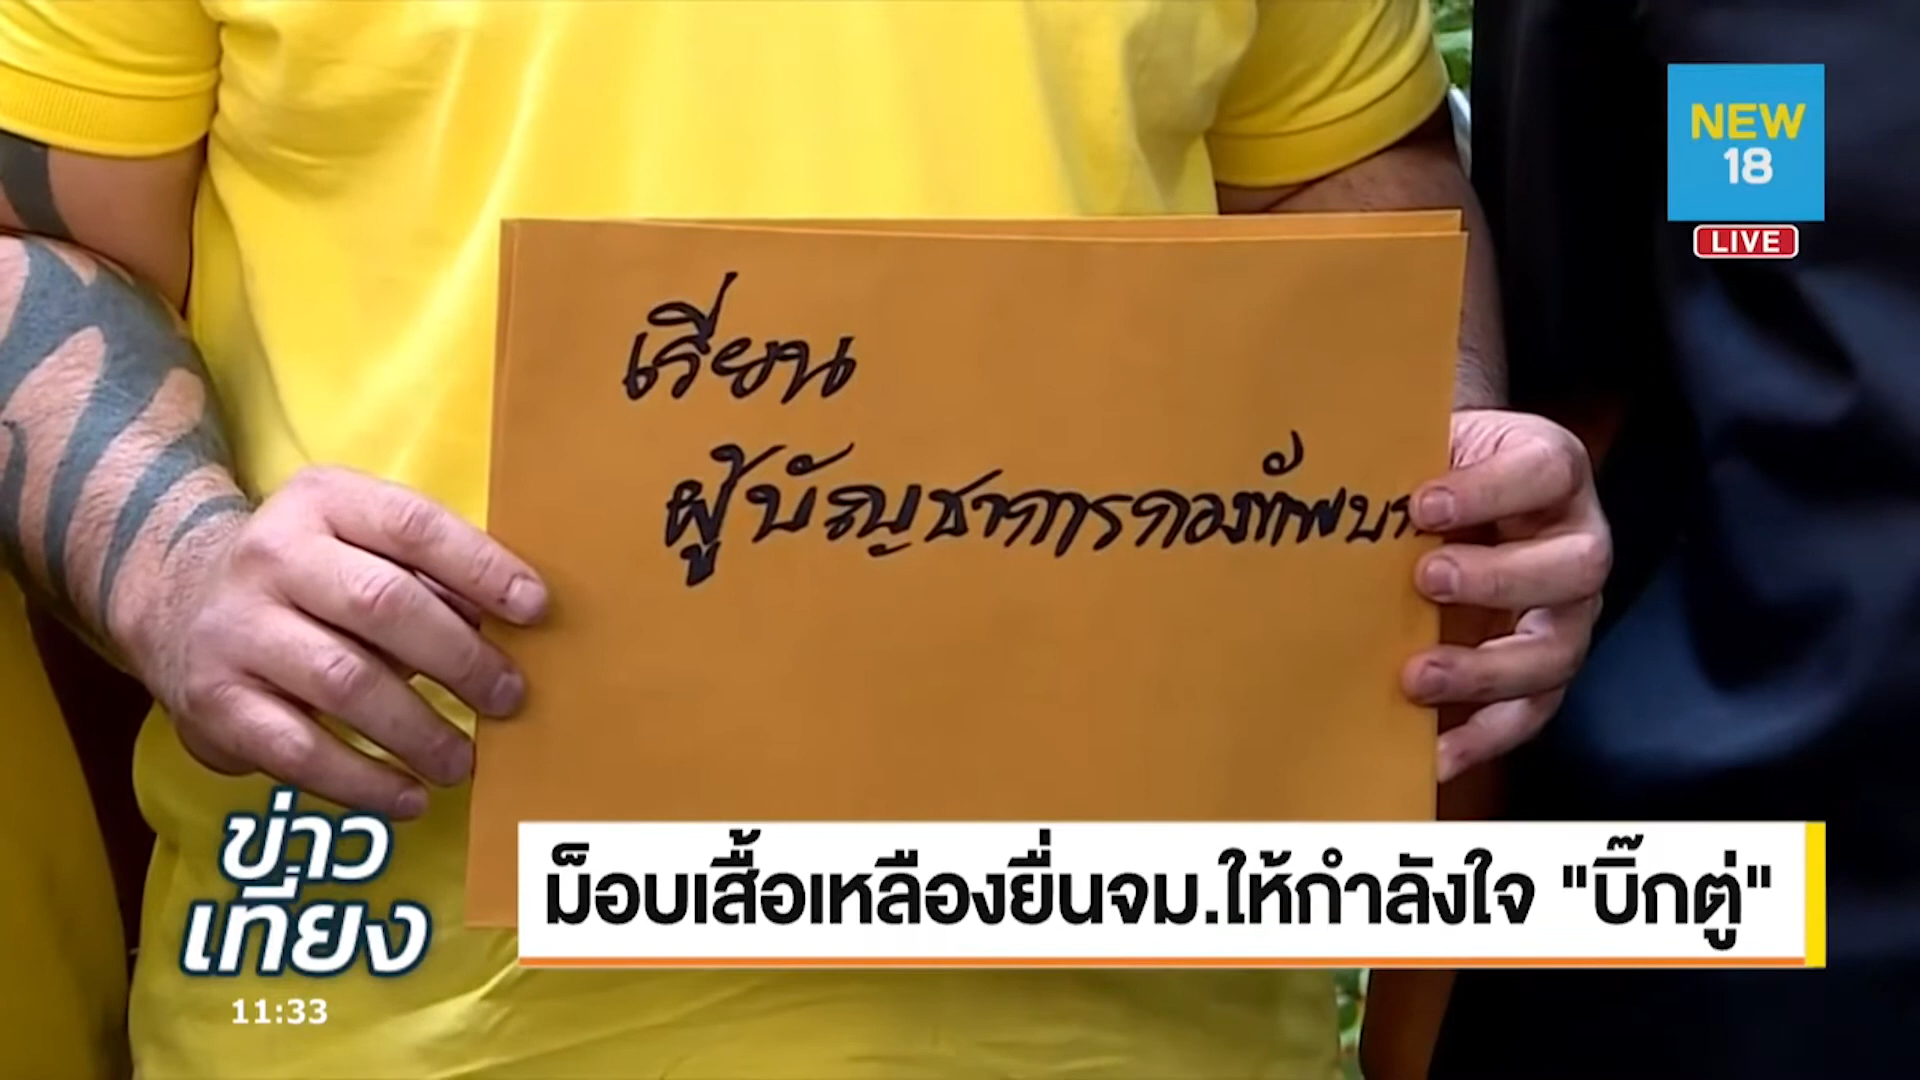 NEW
18
LIVE
เรียน
ผู้บัญชาการกองทัพบก
ข่าว
เที่ยง
11:33
ม็อบเสื้อเหลืองยื่นจม.ให้กำลังใจ "บิ๊กตู่"